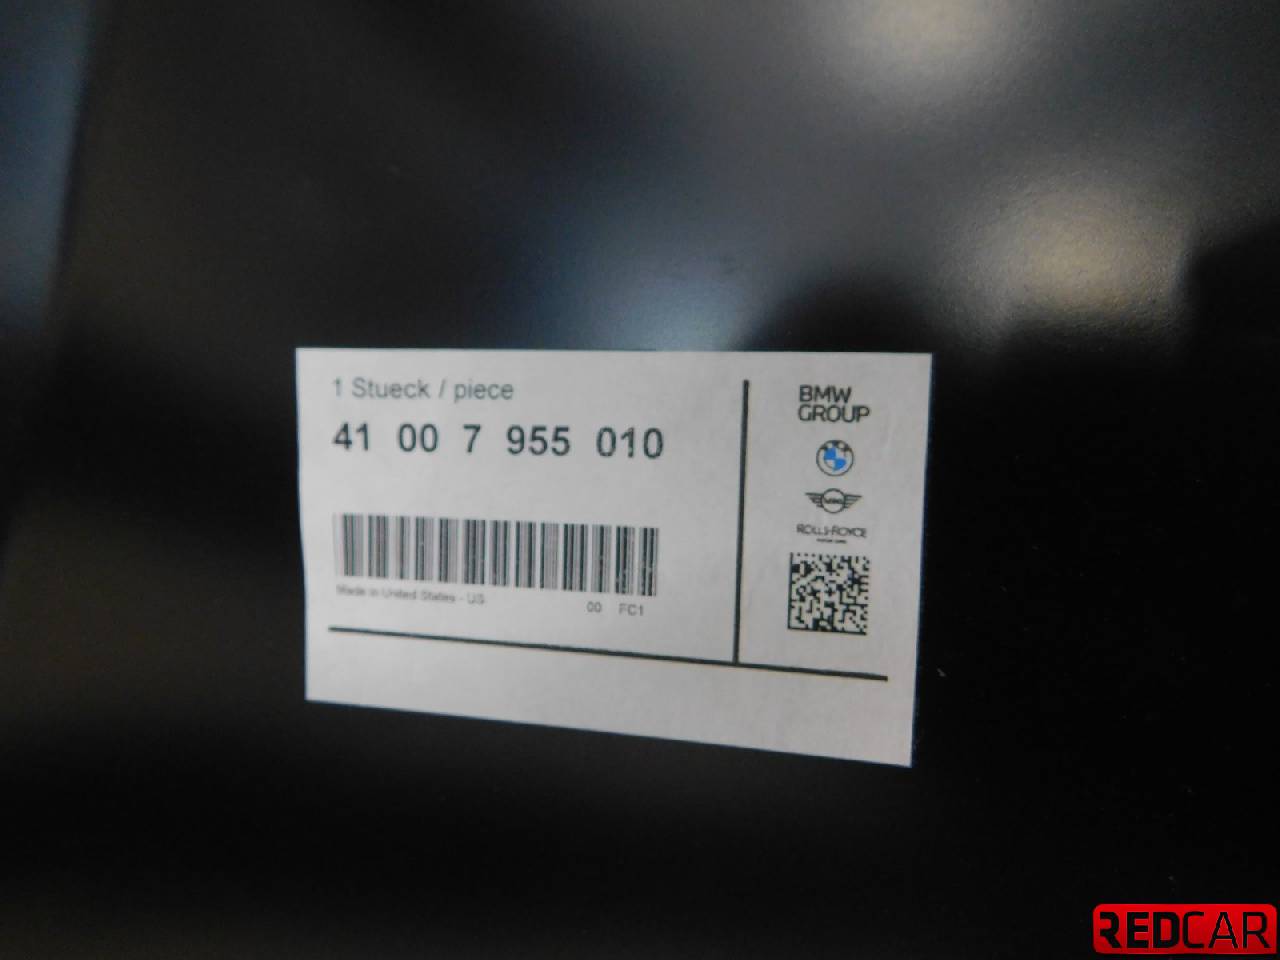 1 Stueck / piece
41 00 7 955 010
Made in United States - US
00 FC1
BMW
GROUP
MINI
ROLLS-ROYCE
REDCAR